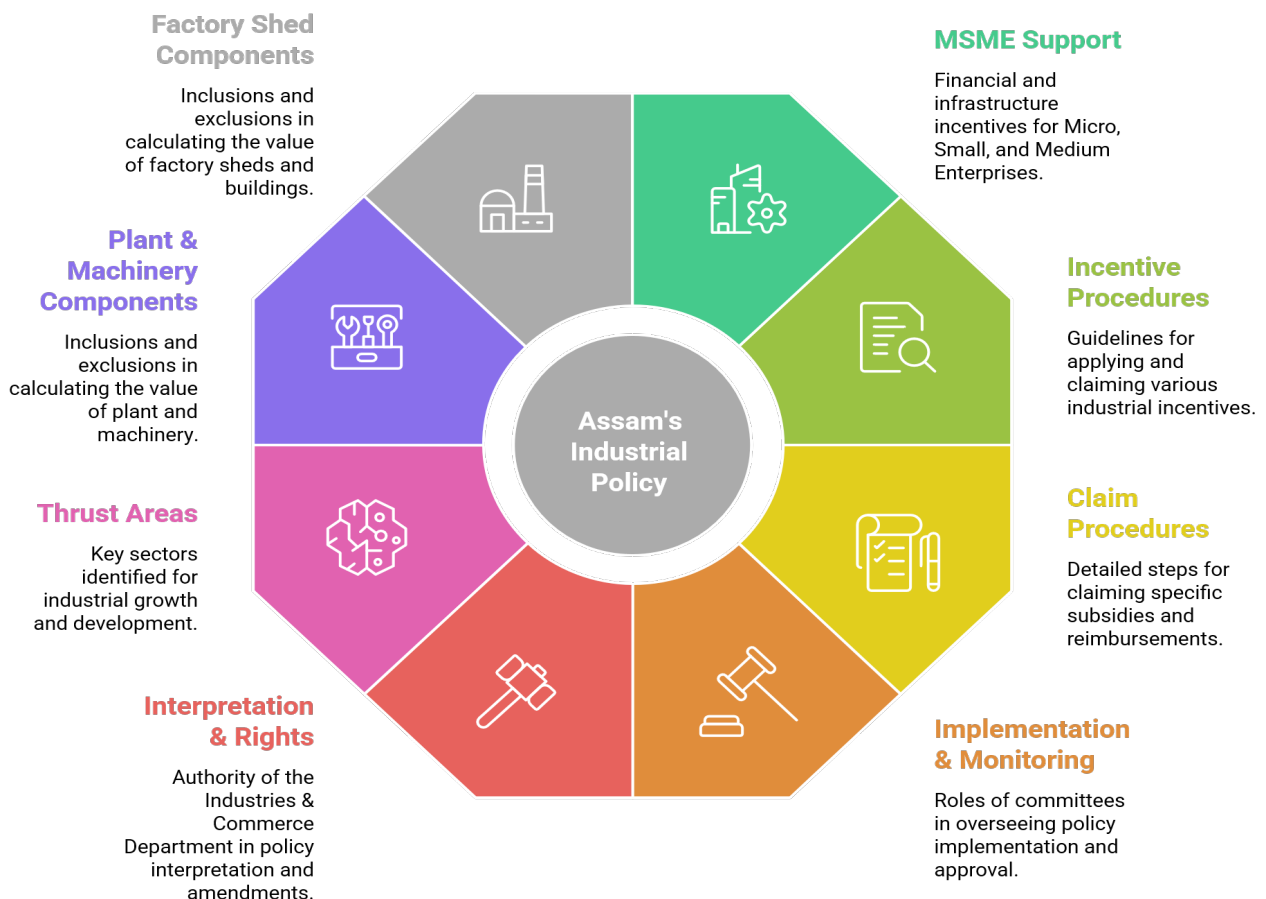 Factory Shed
Components
Inclusions and
exclusions in
calculating the value
of factory sheds and
buildings.
MSME Support
Financial and
infrastructure
incentives for Micro,
Small, and Medium
Enterprises.
Plant &
Machinery
Components
Inclusions and
exclusions in
calculating the value
of plant and
machinery.
Incentive
Procedures
Guidelines for
applying and
claiming various
industrial incentives.
Assam's
Industrial
Policy
Thrust Areas
Key sectors
identified for
industrial growth
and development.
Claim
Procedures
Detailed steps for
claiming specific
subsidies and
reimbursements.
Interpretation
& Rights
Authority of the
Industries &
Commerce
Department in policy
interpretation and
amendments.
Implementation
& Monitoring
Roles of committees
in overseeing policy
implementation and
approval.